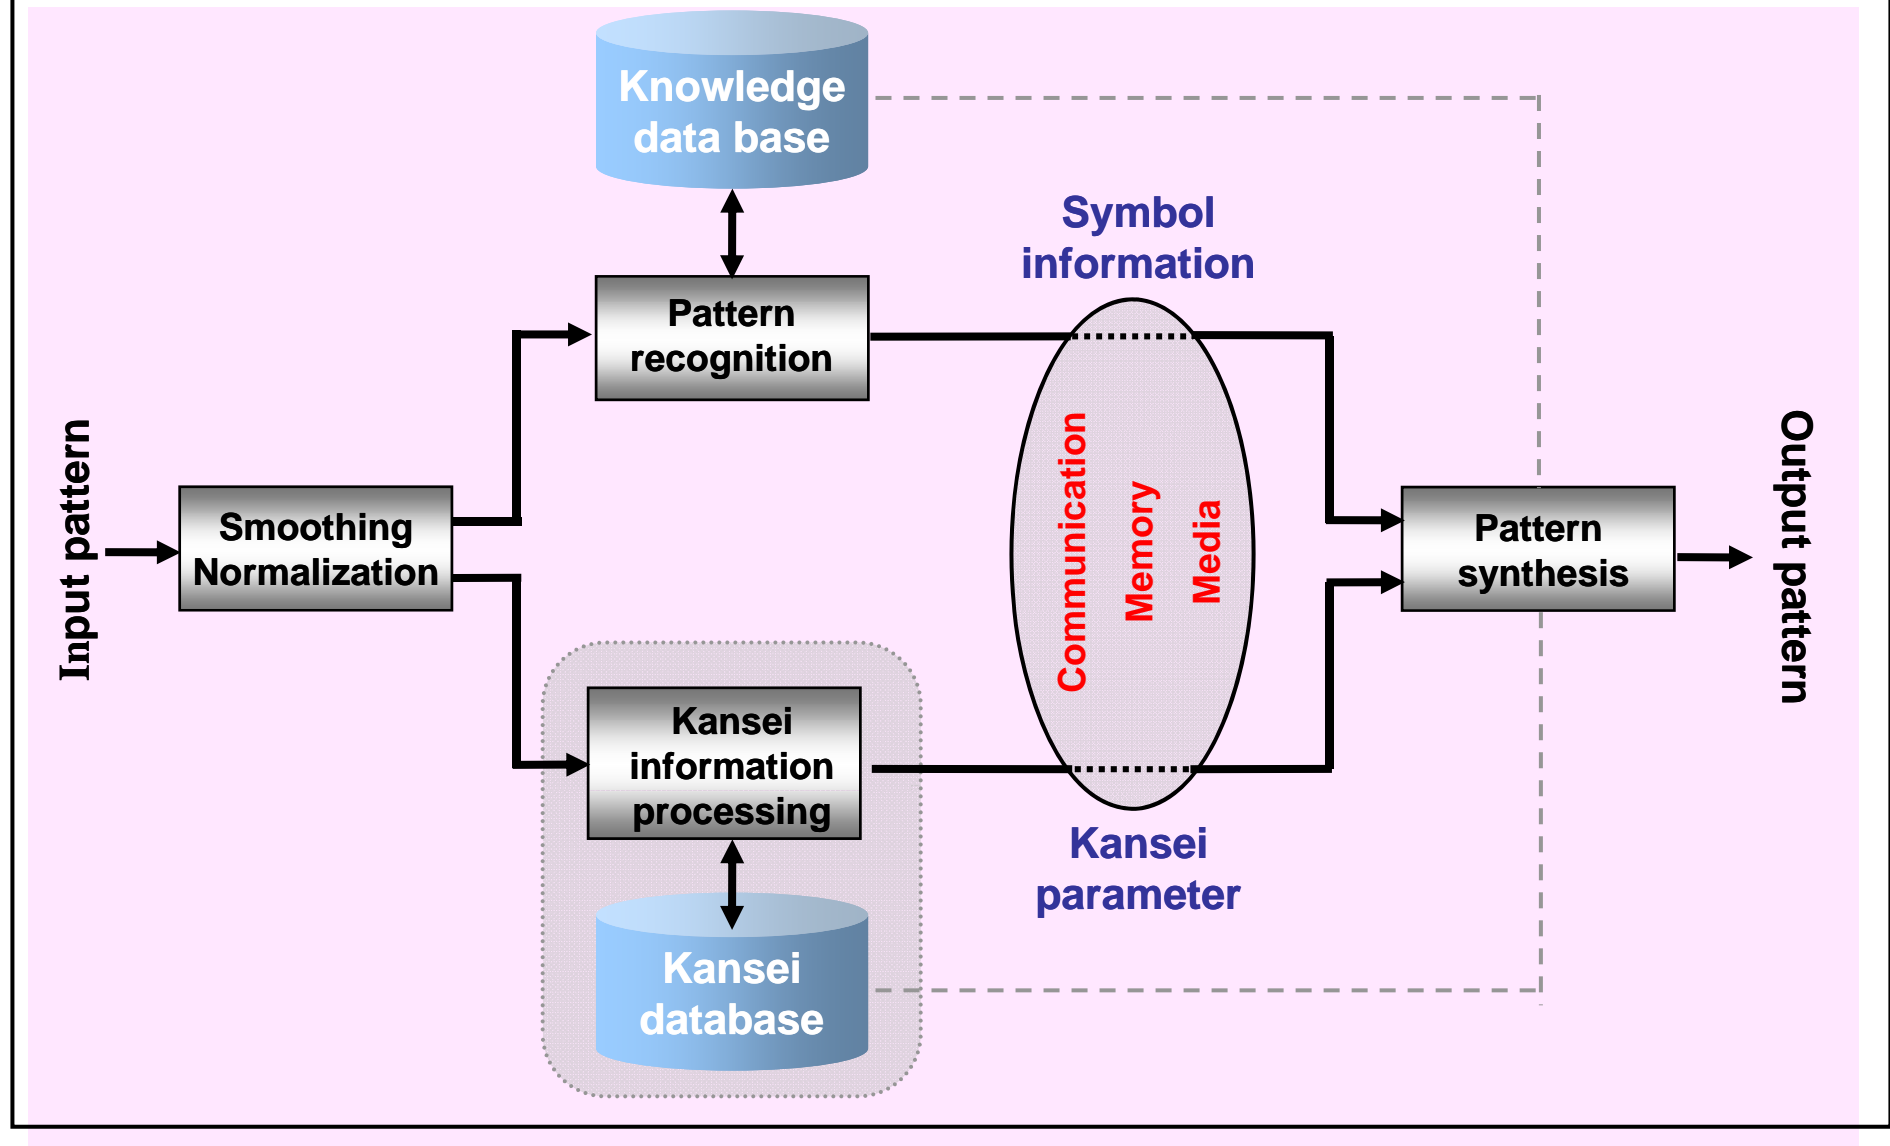 Knowledge
data base
Symbol
information
Pattern
recognition
Input pattern
Smoothing
Normalization
Communication
Memory
Media
Pattern
synthesis
Output pattern
Kansei
information
processing
Kansei
parameter
Kansei
database